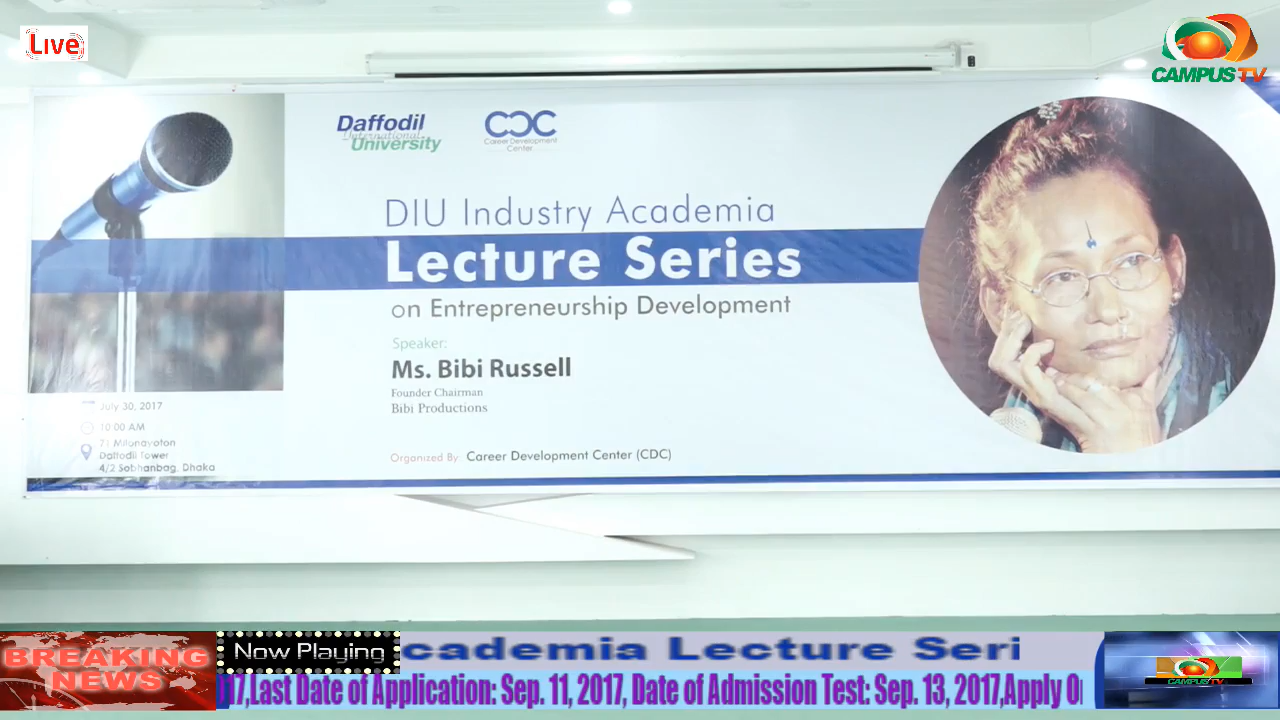 Live
CAMPUS TV
Daffodil
International
University
CDC
Career Development
Center
DIU Industry Academia
Lecture Series
on Entrepreneurship Development
Speaker:
Ms. Bibi Russell
Founder Chairman
Bibi Productions
July 30, 2017
10:00 AM
71 Milonayoton
Daffodil Tower
4/2 Sobhanbag, Dhaka
Organized By: Career Development Center (CDC)
BREAKING
NEWS
Now Playing
cademia Lecture Seri
17,Last Date of Application: Sep. 11, 2017, Date of Admission Test: Sep. 13, 2017,Apply O
CAMPUS TV